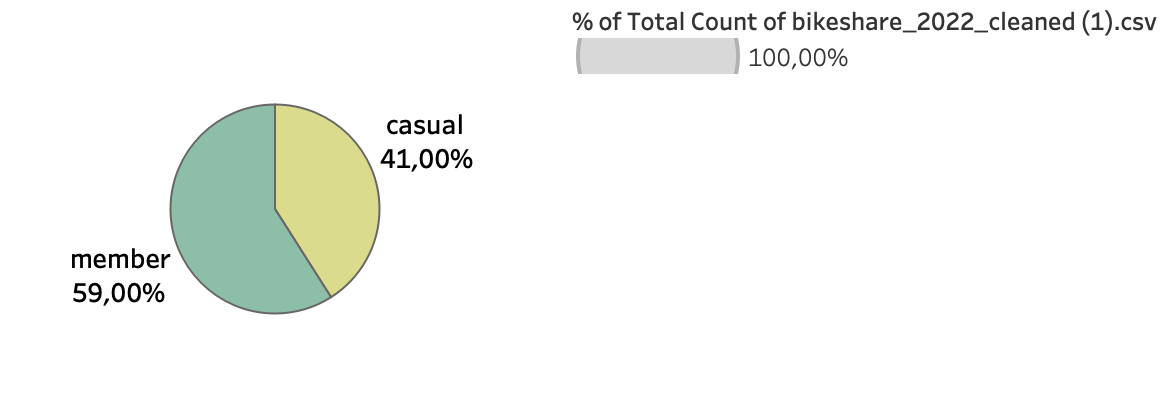 % of Total Count of bikeshare_2022_cleaned (1).csv
100,00%
casual
41,00%
member
59,00%